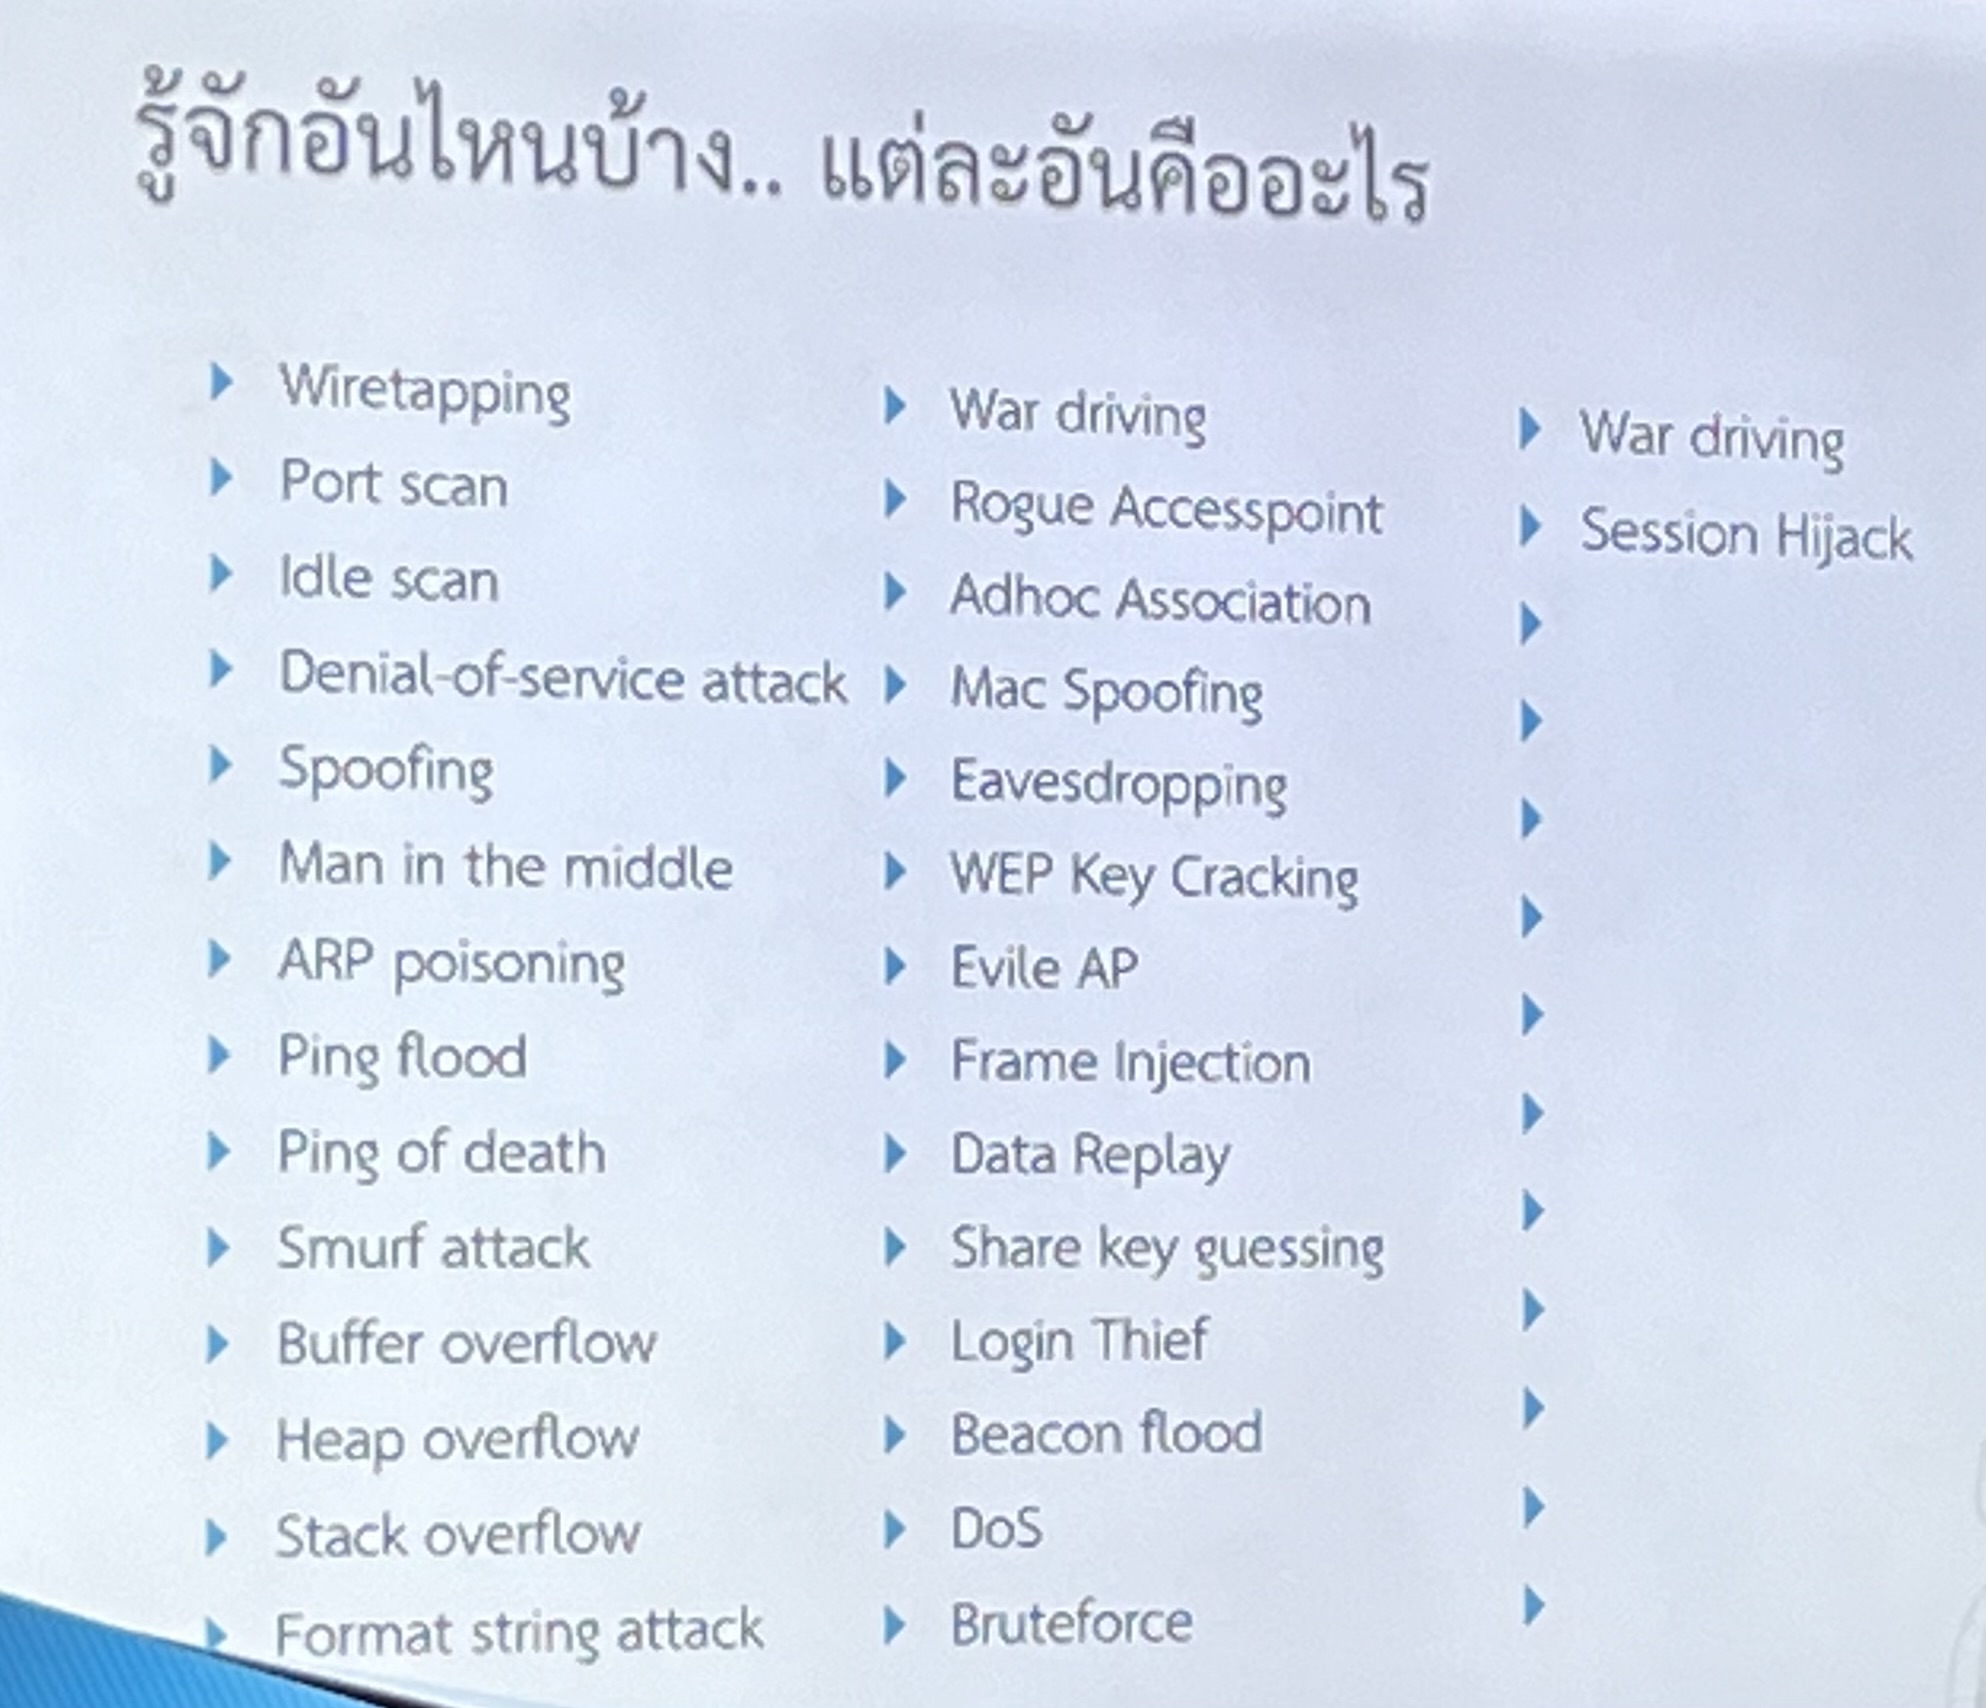 รู้จักอันไหนบ้าง.. แต่ละอันคืออะไร
Wiretapping
Port scan
Idle scan
Denial-of-service attack
Spoofing
Man in the middle
ARP poisoning
Ping flood
Ping of death
Smurf attack
Buffer overflow
Heap overflow
Stack overflow
Format string attack
War driving
Rogue Accesspoint
Adhoc Association
Mac Spoofing
Eavesdropping
WEP Key Cracking
Evile AP
Frame Injection
Data Replay
Share key guessing
Login Thief
Beacon flood
DoS
Bruteforce
War driving
Session Hijack